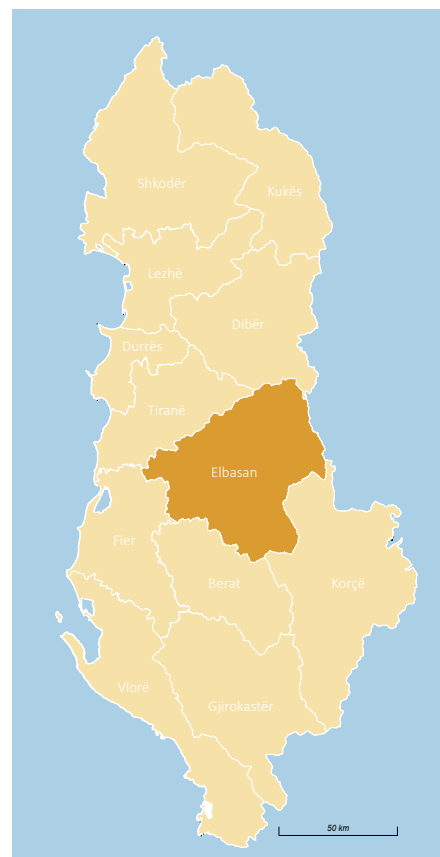 Shkodër
Kukës
Lezhë
Dibër
Durrës
Tiranë
Elbasan
Fier
Berat
Korçë
Vlorë
Gjirokastër
50 km